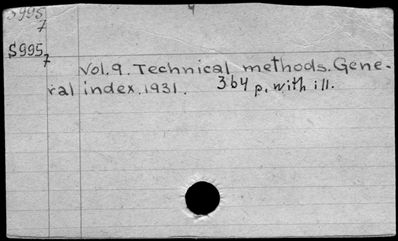 S995
7
S995
7
Vol.9. Technical methods. Gene-
ral index. 1931. 364 p. with ill.